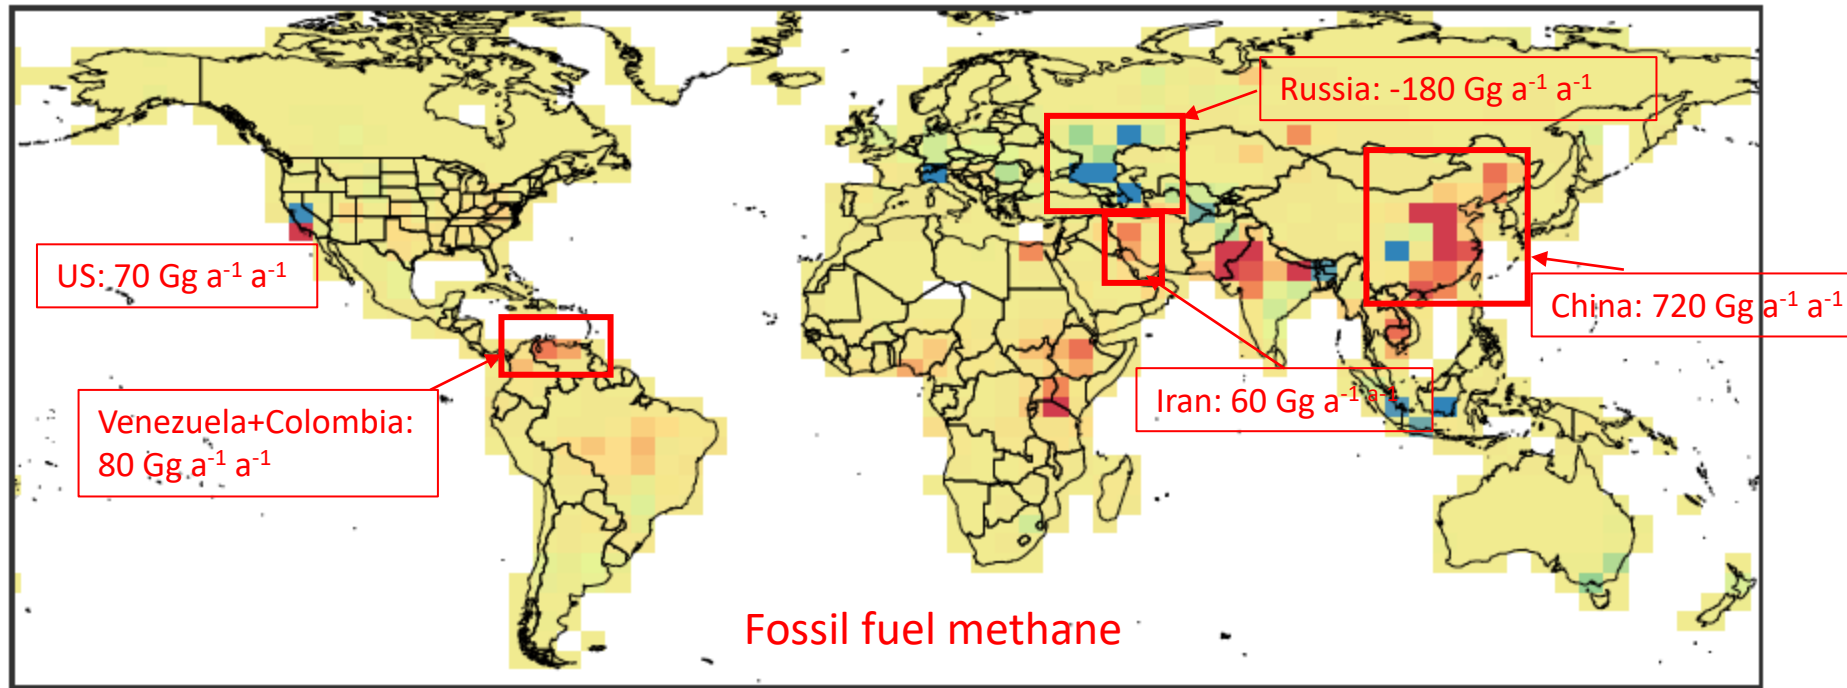 Russia: -180 Gg a⁻¹ a⁻¹
US: 70 Gg a⁻¹ a⁻¹
China: 720 Gg a⁻¹ a⁻¹
Iran: 60 Gg a⁻¹ a⁻¹
Venezuela+Colombia:
80 Gg a⁻¹ a⁻¹
Fossil fuel methane